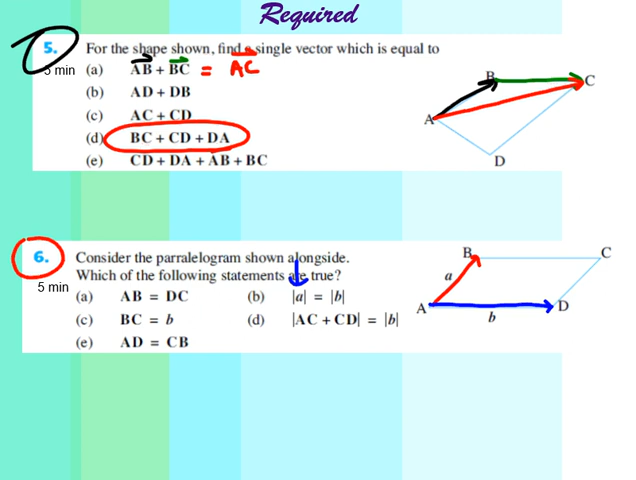 Required
5. For the shape shown, find a single vector which is equal to
5 min (a) AB + BC = AC
(b) AD + DB
(c) AC + CD
(d) BC + CD + DA
(e) CD + DA + AB + BC
A B C D
6. Consider the parralelogram shown alongside.
Which of the following statements are true?
5 min
(a) AB = DC (b) |a| = |b|
(c) BC = b (d) |AC + CD| = |b|
(e) AD = CB
B C
a
A D
b